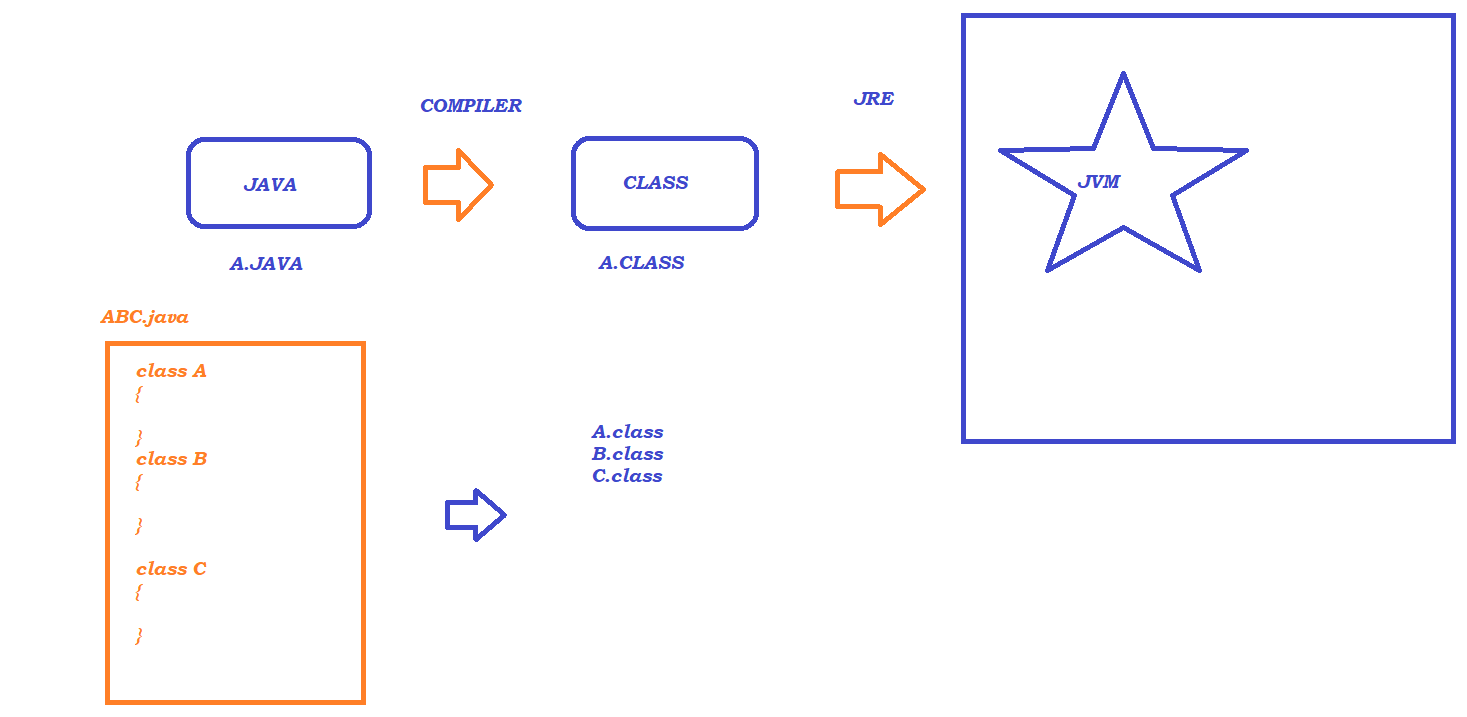 COMPILER
JRE
JAVA
CLASS
JVM
A.JAVA
A.CLASS
ABC.java
class A
{
}
class B
{
}
class C
{
}
A.class
B.class
C.class